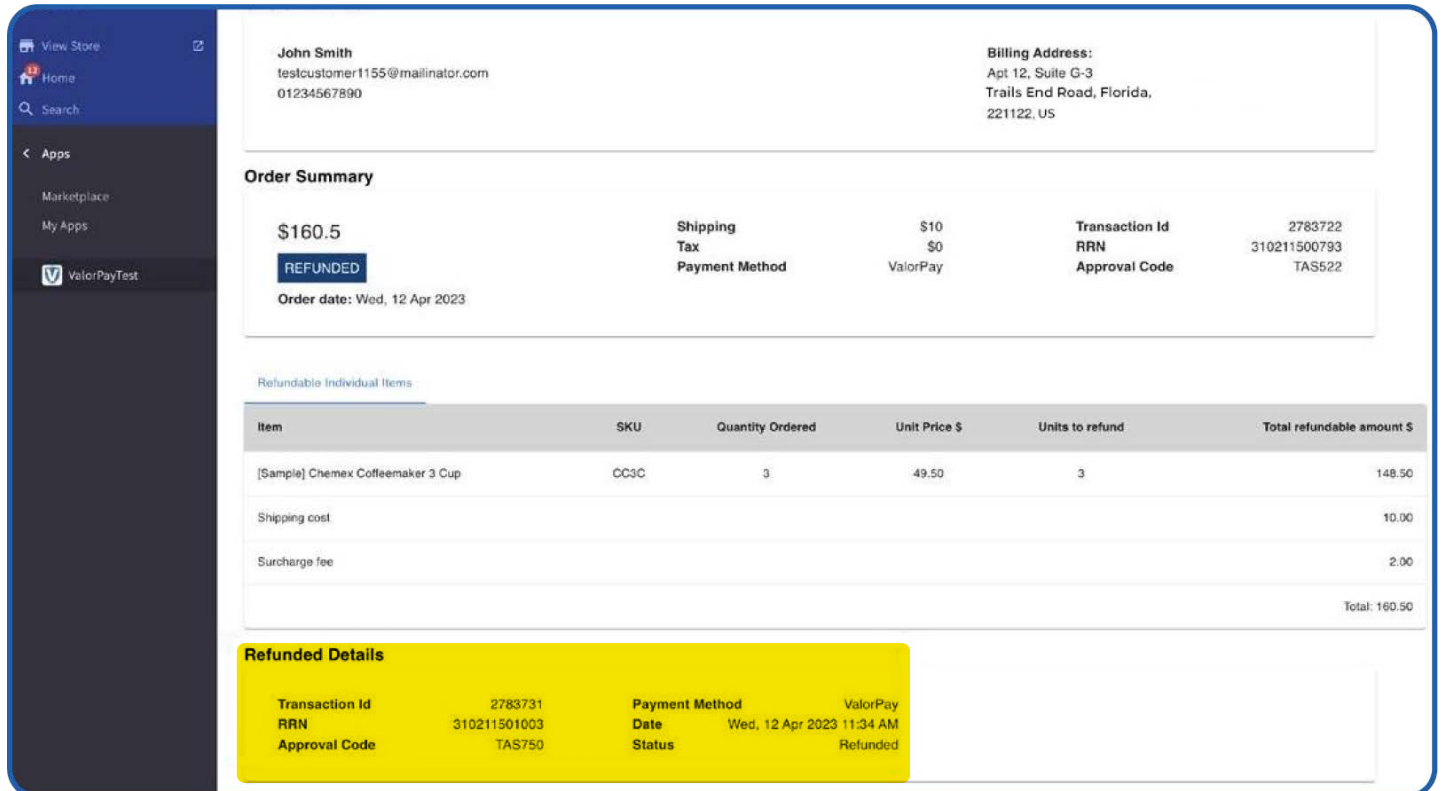 View Store
12
Home
Search
Apps
Marketplace
My Apps
ValorPayTest
John Smith
testcustomer1155@mailinator.com
01234567890
Billing Address:
Apt 12, Suite G-3
Trails End Road, Florida,
221122, US
Order Summary
$160.5
REFUNDED
Order date: Wed, 12 Apr 2023
Shipping $10
Tax $0
Payment Method ValorPay
Transaction Id 2783722
RRN 310211500793
Approval Code TAS522
Refundable Individual Items
Item SKU Quantity Ordered Unit Price $ Units to refund Total refundable amount $
[Sample] Chemex Coffeemaker 3 Cup CC3C 3 49.50 3 148.50
Shipping cost 10.00
Surcharge fee 2.00
Total: 160.50
Refunded Details
Transaction Id 2783731
RRN 310211501003
Approval Code TAS750
Payment Method ValorPay
Date Wed, 12 Apr 2023 11:34 AM
Status Refunded